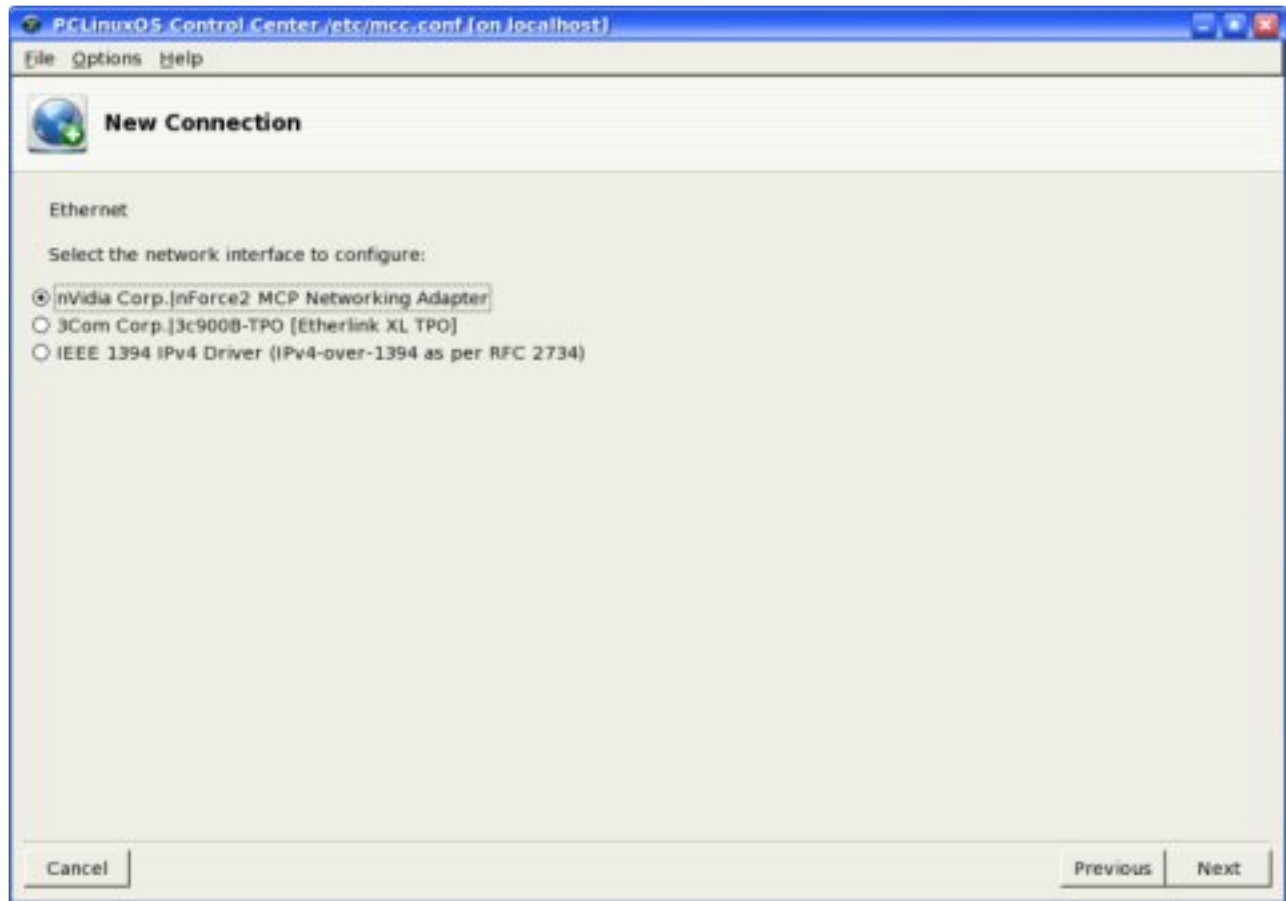 PCLinuxOS Control Center /etc/mcc.conf [on localhost]
File Options Help
New Connection
Ethernet
Select the network interface to configure:
nVidia Corp.|nForce2 MCP Networking Adapter
3Com Corp.|3c900B-TPO [Etherlink XL TPO]
IEEE 1394 IPv4 Driver (IPv4-over-1394 as per RFC 2734)
Cancel Previous Next